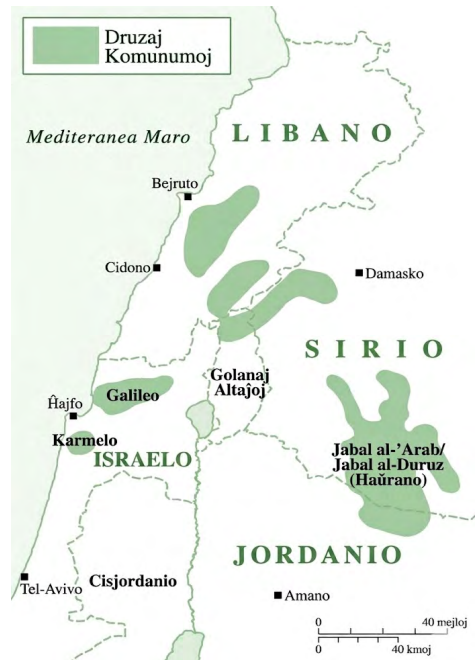 Druzaj
Komunumoj
Mediteranea Maro
LIBANO
Bejruto
Cidono
Damasko
SIRIO
Golanaj
Altaĵoj
Galileo
Ĥajfo
Karmelo
ISRAELO
Jabal al-’Arab/
Jabal al-Duruz
(Haŭrano)
JORDANIO
Cisjordanio
Tel-Avivo
Amano
0 40 mejloj
0 40 kmoj